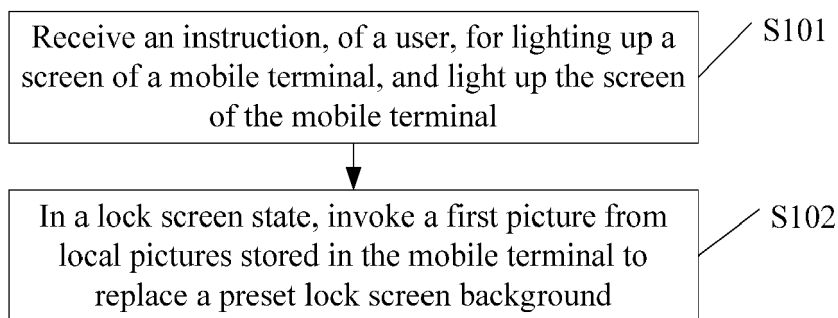 Receive an instruction, of a user, for lighting up a
screen of a mobile terminal, and light up the screen
of the mobile terminal
S101
In a lock screen state, invoke a first picture from
local pictures stored in the mobile terminal to
replace a preset lock screen background
S102